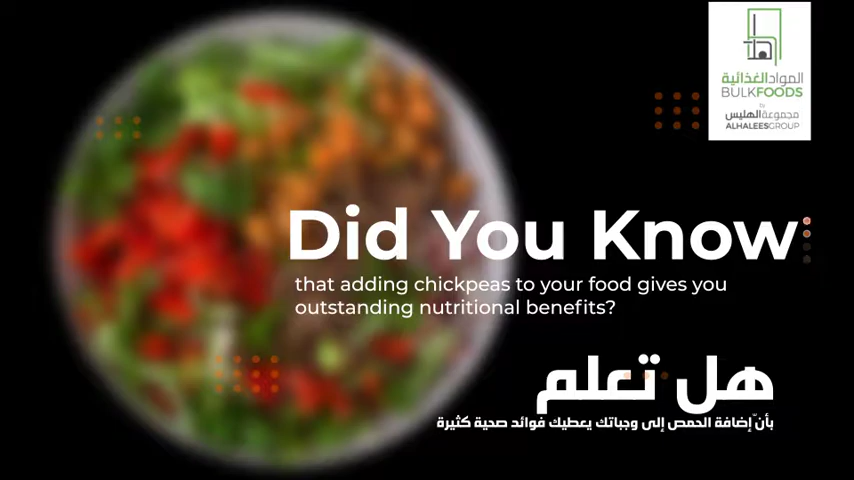 المواد الغذائية
BULKFOODS
by
مجموعة الهليس
ALHALEESGROUP
Did You Know
that adding chickpeas to your food gives you
outstanding nutritional benefits?
هل تعلم
بأنّ إضافة الحمص إلى وجباتك يعطيك فوائد صحية كثيرة